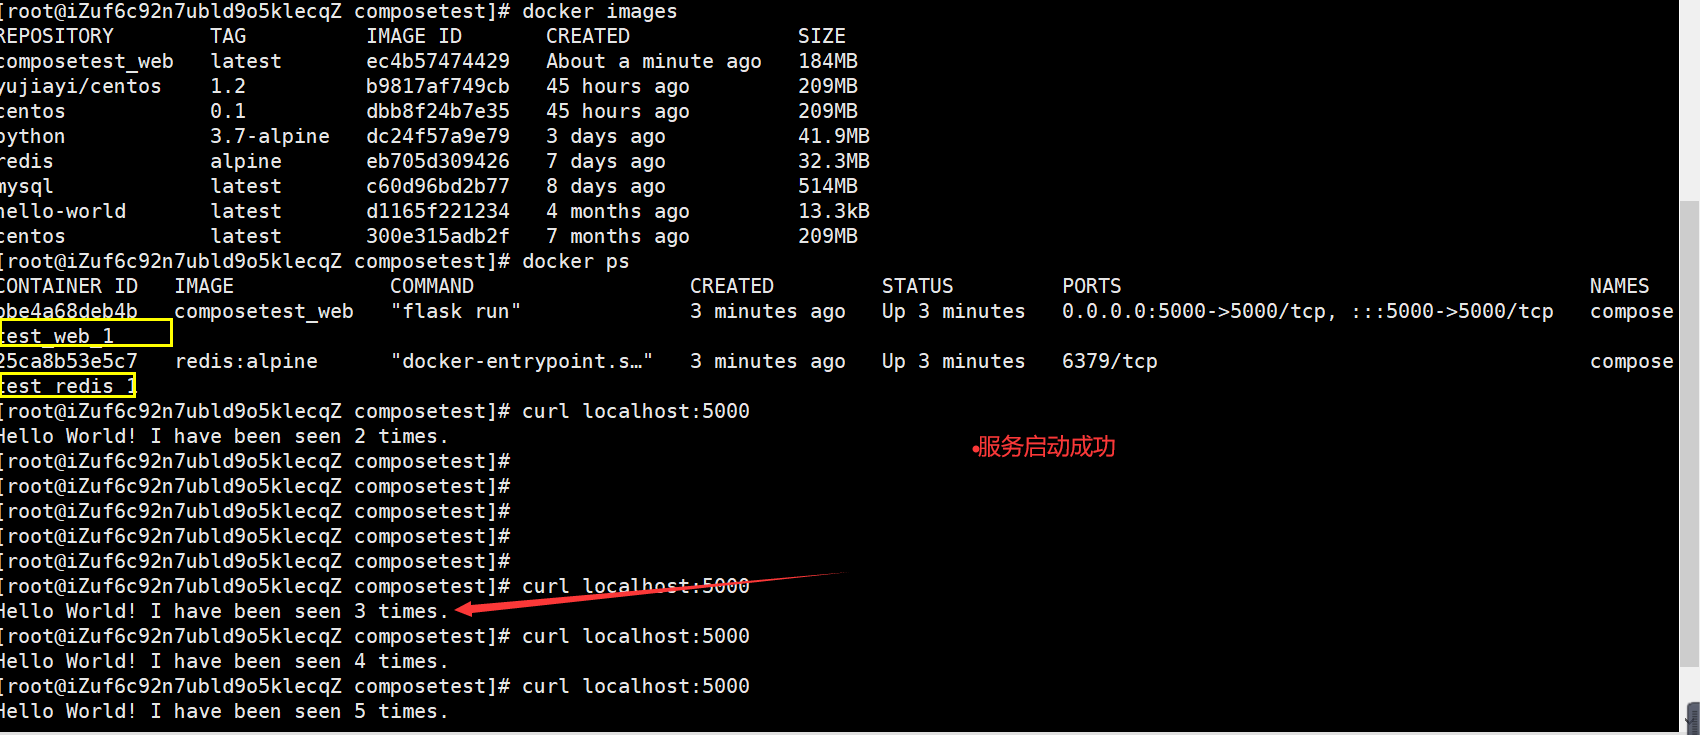 [root@iZuf6c92n7ubld9o5klecqZ composetest]# docker images
REPOSITORY TAG IMAGE ID CREATED SIZE
composetest_web latest ec4b57474429 About a minute ago 184MB
yujiayi/centos 1.2 b9817af749cb 45 hours ago 209MB
centos 0.1 dbb8f24b7e35 45 hours ago 209MB
python 3.7-alpine dc24f57a9e79 3 days ago 41.9MB
redis alpine eb705d309426 7 days ago 32.3MB
mysql latest c60d96bd2b77 8 days ago 514MB
hello-world latest d1165f221234 4 months ago 13.3kB
centos latest 300e315adb2f 7 months ago 209MB
[root@iZuf6c92n7ubld9o5klecqZ composetest]# docker ps
CONTAINER ID IMAGE COMMAND CREATED STATUS PORTS NAMES
bbe4a68deb4b composetest_web "flask run" 3 minutes ago Up 3 minutes 0.0.0.0:5000->5000/tcp, :::5000->5000/tcp compose
test_web_1
25ca8b53e5c7 redis:alpine "docker-entrypoint.s…" 3 minutes ago Up 3 minutes 6379/tcp compose
test_redis_1
[root@iZuf6c92n7ubld9o5klecqZ composetest]# curl localhost:5000
Hello World! I have been seen 2 times.
•服务启动成功
[root@iZuf6c92n7ubld9o5klecqZ composetest]#
[root@iZuf6c92n7ubld9o5klecqZ composetest]#
[root@iZuf6c92n7ubld9o5klecqZ composetest]#
[root@iZuf6c92n7ubld9o5klecqZ composetest]#
[root@iZuf6c92n7ubld9o5klecqZ composetest]#
[root@iZuf6c92n7ubld9o5klecqZ composetest]# curl localhost:5000
Hello World! I have been seen 3 times.
[root@iZuf6c92n7ubld9o5klecqZ composetest]# curl localhost:5000
Hello World! I have been seen 4 times.
[root@iZuf6c92n7ubld9o5klecqZ composetest]# curl localhost:5000
Hello World! I have been seen 5 times.